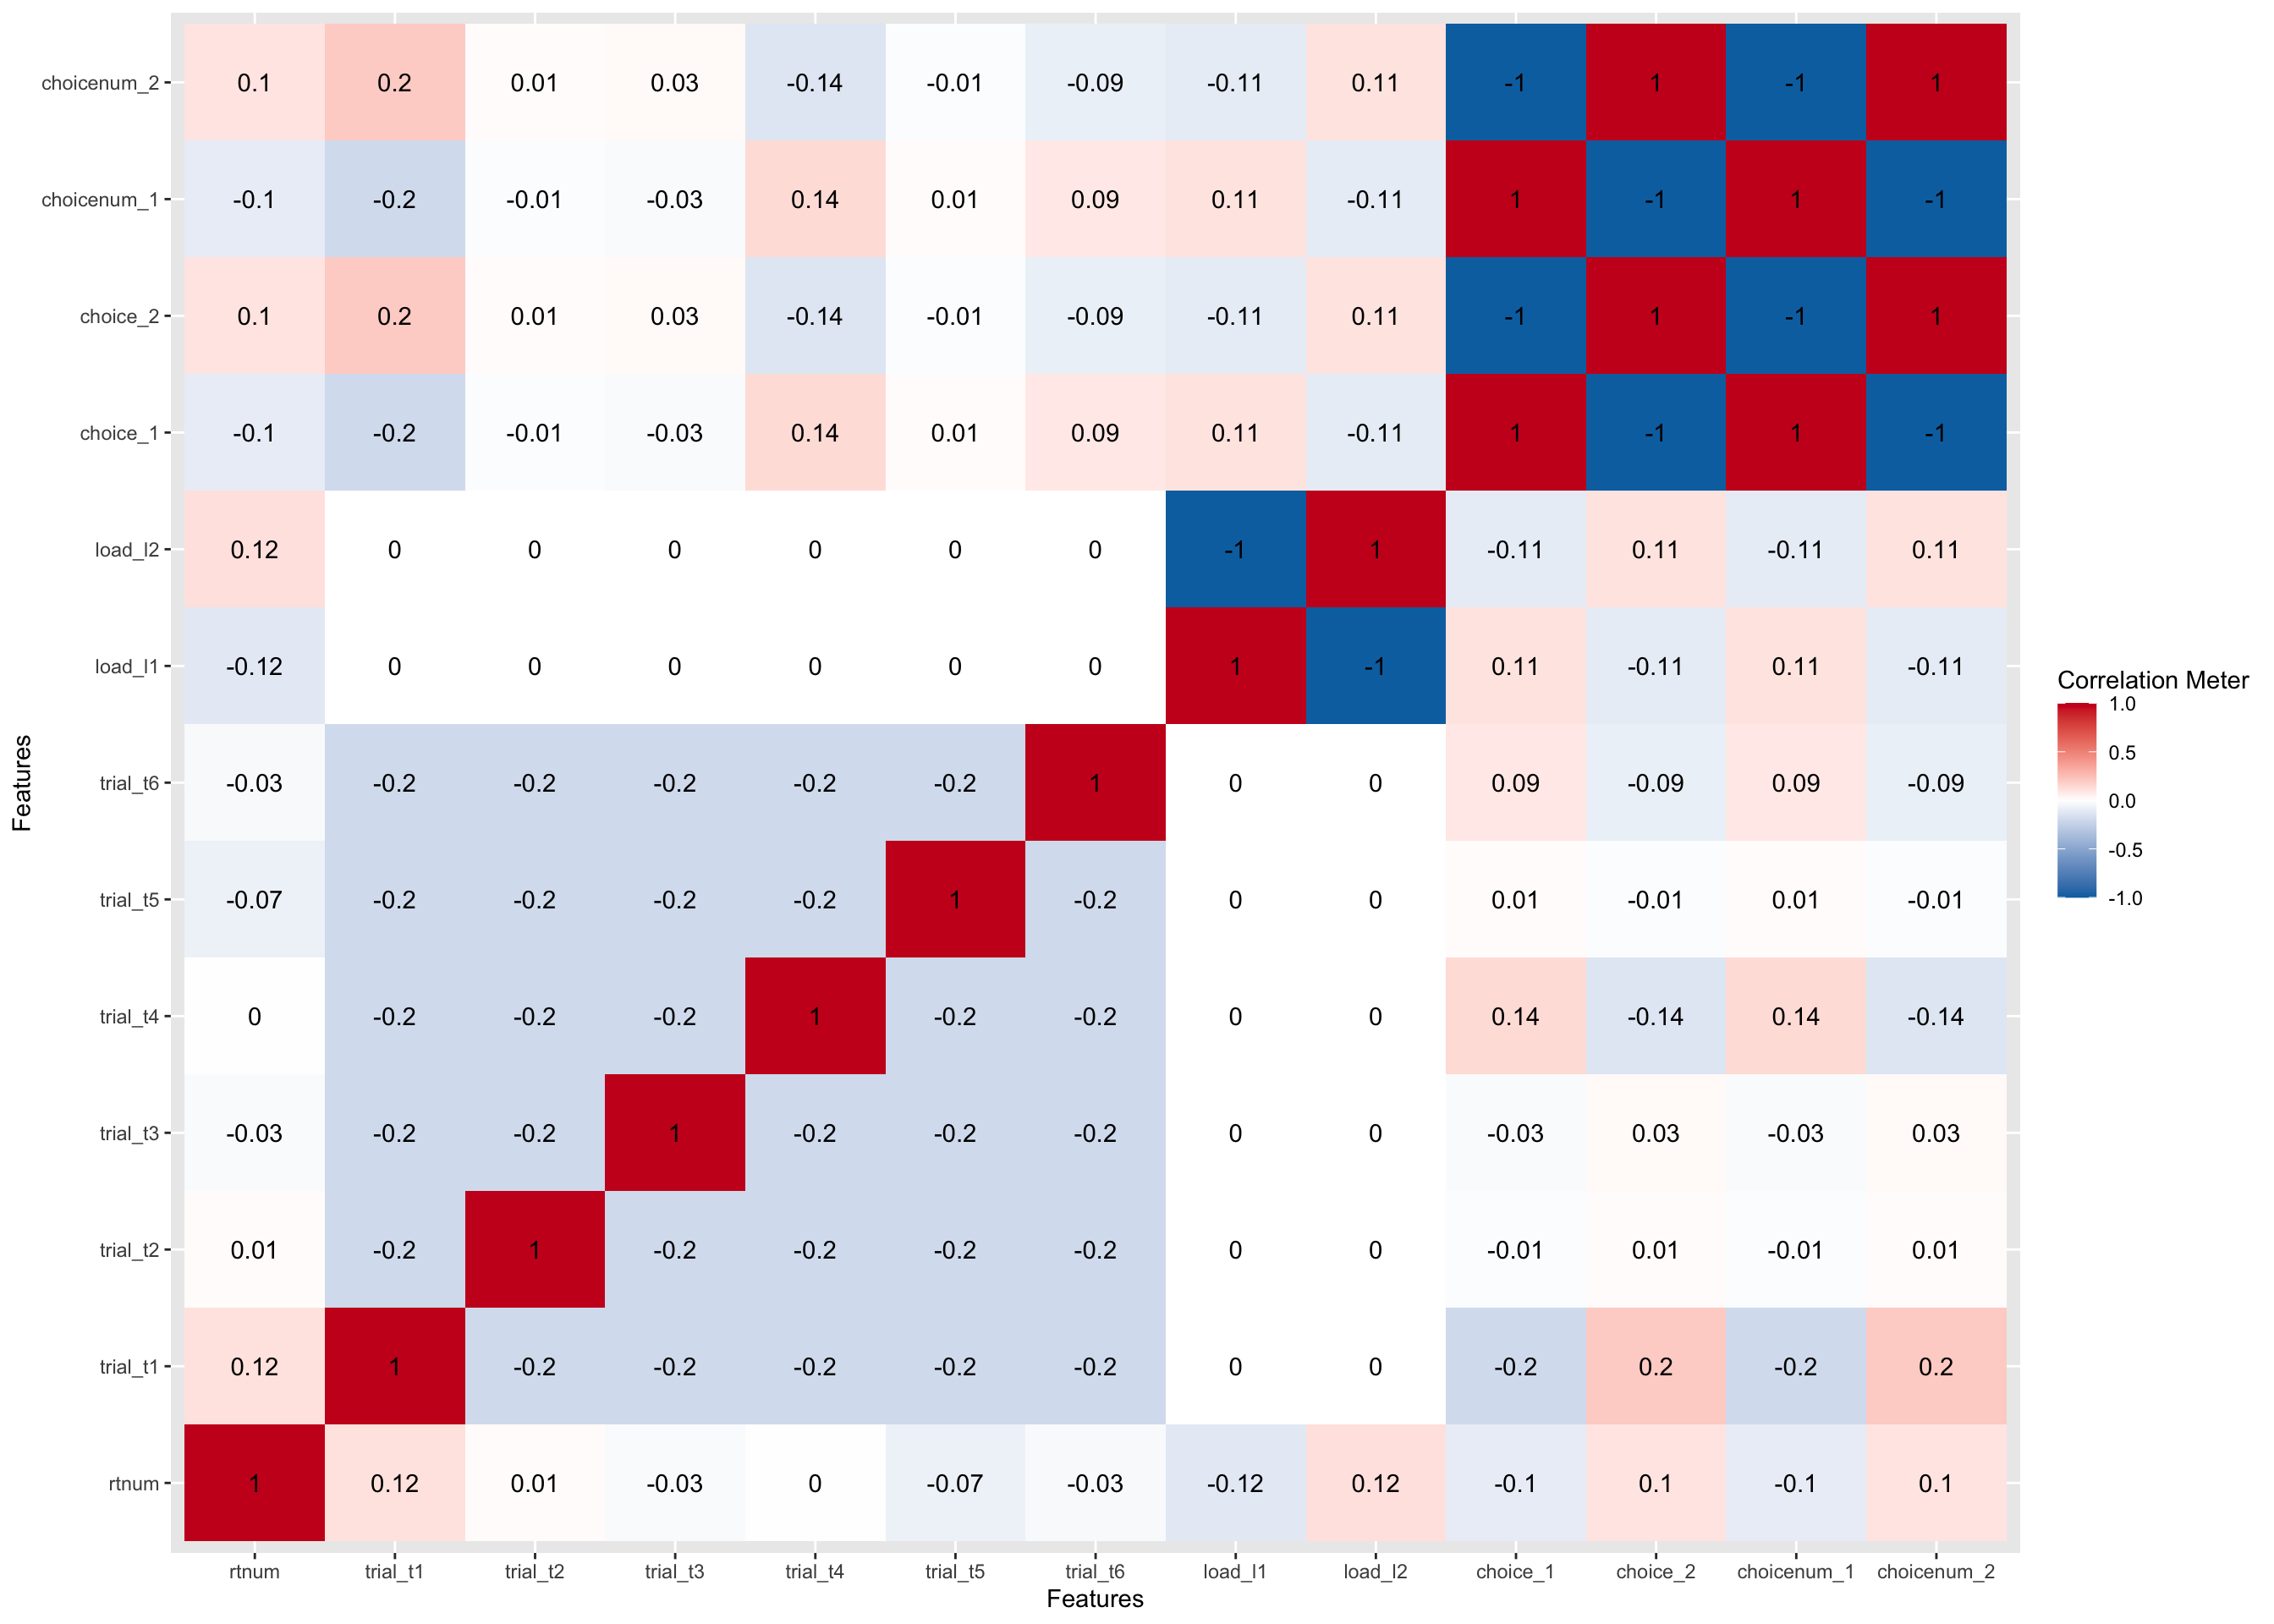 choicenum_2 0.1 0.2 0.01 0.03 -0.14 -0.01 -0.09 -0.11 0.11 -1 1 -1 1
choicenum_1 -0.1 -0.2 -0.01 -0.03 0.14 0.01 0.09 0.11 -0.11 1 -1 1 -1
choice_2 0.1 0.2 0.01 0.03 -0.14 -0.01 -0.09 -0.11 0.11 -1 1 -1 1
choice_1 -0.1 -0.2 -0.01 -0.03 0.14 0.01 0.09 0.11 -0.11 1 -1 1 -1
load_l2 0.12 0 0 0 0 0 0 -1 1 -0.11 0.11 -0.11 0.11
load_l1 -0.12 0 0 0 0 0 0 1 -1 0.11 -0.11 0.11 -0.11
trial_t6 -0.03 -0.2 -0.2 -0.2 -0.2 -0.2 1 0 0 0.09 -0.09 0.09 -0.09
trial_t5 -0.07 -0.2 -0.2 -0.2 -0.2 1 -0.2 0 0 0.01 -0.01 0.01 -0.01
trial_t4 0 -0.2 -0.2 -0.2 1 -0.2 -0.2 0 0 0.14 -0.14 0.14 -0.14
trial_t3 -0.03 -0.2 -0.2 1 -0.2 -0.2 -0.2 0 0 -0.03 0.03 -0.03 0.03
trial_t2 0.01 -0.2 1 -0.2 -0.2 -0.2 -0.2 0 0 -0.01 0.01 -0.01 0.01
trial_t1 0.12 1 -0.2 -0.2 -0.2 -0.2 -0.2 0 0 -0.2 0.2 -0.2 0.2
rtnum 1 0.12 0.01 -0.03 0 -0.07 -0.03 -0.12 0.12 -0.1 0.1 -0.1 0.1
rtnum trial_t1 trial_t2 trial_t3 trial_t4 trial_t5 trial_t6 load_l1 load_l2 choice_1 choice_2 choicenum_1 choicenum_2
Features
Features
Correlation Meter
1.0
0.5
0.0
-0.5
-1.0